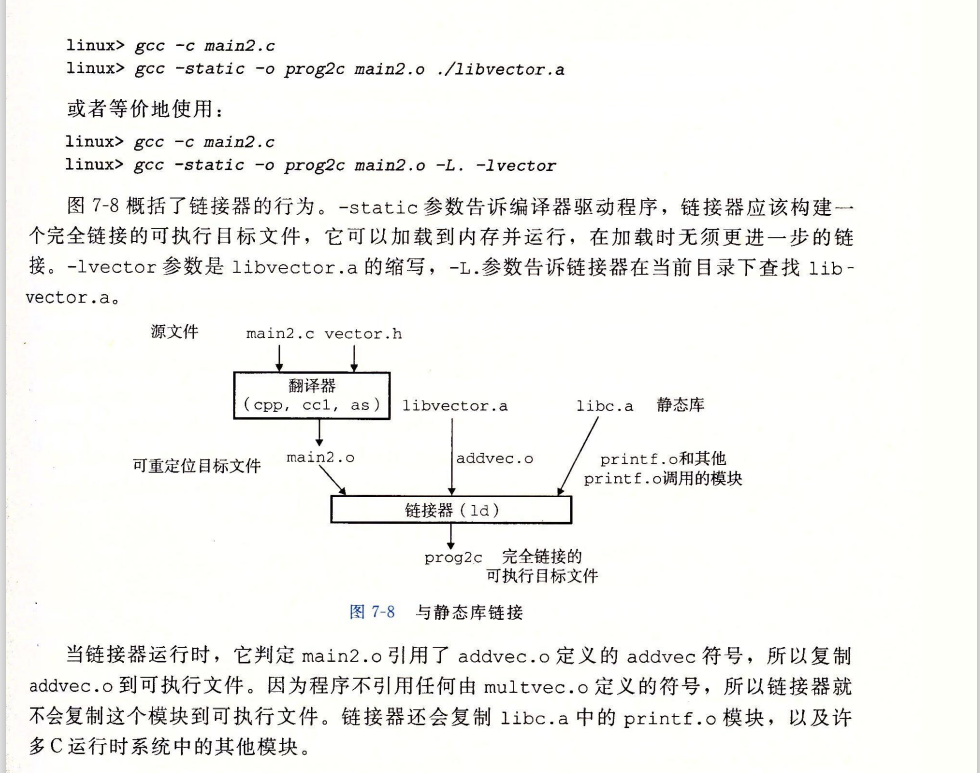 linux> gcc -c main2.c
linux> gcc -static -o prog2c main2.o ./libvector.a
或者等价地使用：
linux> gcc -c main2.c
linux> gcc -static -o prog2c main2.o -L. -lvector
图 7-8 概括了链接器的行为。-static 参数告诉编译器驱动程序，链接器应该构建一
个完全链接的可执行目标文件，它可以加载到内存并运行，在加载时无须更进一步的链
接。-lvector 参数是 libvector.a 的缩写，-L.参数告诉链接器在当前目录下查找 lib-
vector.a。
源文件 main2.c vector.h
翻译器
(cpp, cc1, as) libvector.a libc.a 静态库
可重定位目标文件 main2.o addvec.o printf.o和其他
printf.o调用的模块
链接器(ld)
prog2c 完全链接的
可执行目标文件
图 7-8 与静态库链接
当链接器运行时，它判定 main2.o 引用了 addvec.o 定义的 addvec 符号，所以复制
addvec.o 到可执行文件。因为程序不引用任何由 multvec.o 定义的符号，所以链接器就
不会复制这个模块到可执行文件。链接器还会复制 libc.a 中的 printf.o 模块，以及许
多 C 运行时系统中的其他模块。